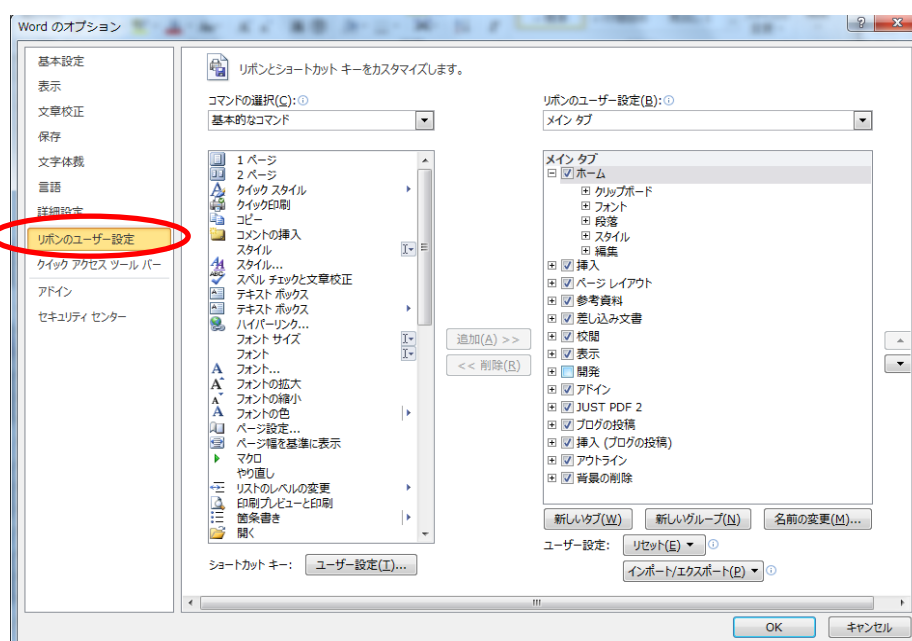 Word のオプション
基本設定
表示
文章校正
保存
文字体裁
言語
詳細設定
リボンのユーザー設定
クイック アクセス ツール バー
アドイン
セキュリティ センター
リボンとショートカット キーをカスタマイズします。
コマンドの選択(C):
基本的なコマンド
1 ページ
2 ページ
クイック スタイル
クイック印刷
コピー
コメントの挿入
スタイル
スタイル...
スペル チェックと文章校正
テキスト ボックス
テキスト ボックス
ハイパーリンク...
フォント サイズ
フォント
フォント...
フォントの拡大
フォントの縮小
フォントの色
ページ設定...
ページ幅を基準に表示
マクロ
やり直し
リストのレベルの変更
印刷プレビューと印刷
箇条書き
開く
ショートカット キー: ユーザー設定(T)...
追加(A) >>
<< 削除(R)
リボンのユーザー設定(B):
メイン タブ
メイン タブ
ホーム
クリップボード
フォント
段落
スタイル
編集
挿入
ページ レイアウト
参考資料
差し込み文書
校閲
表示
開発
アドイン
JUST PDF 2
ブログの投稿
挿入 (ブログの投稿)
アウトライン
背景の削除
新しいタブ(W) 新しいグループ(N) 名前の変更(M)...
ユーザー設定: リセット(E)
インポート/エクスポート(P)
OK キャンセル